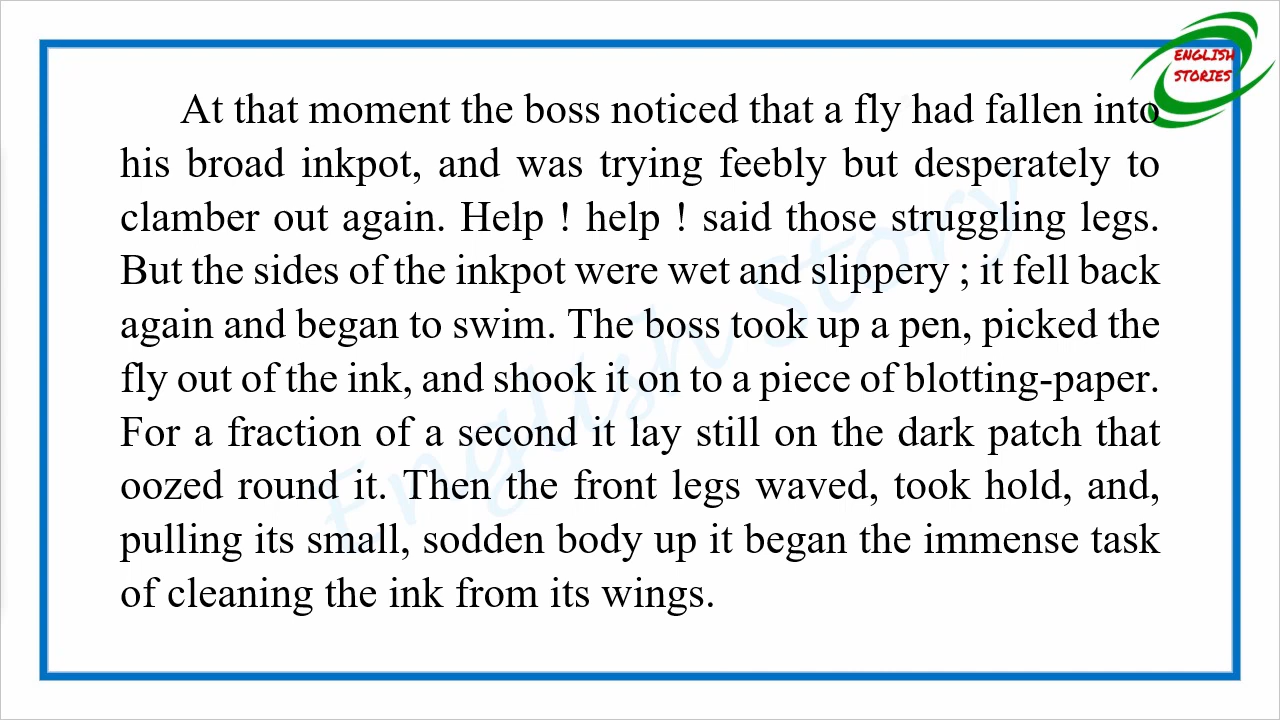 ENGLISH
STORIES
At that moment the boss noticed that a fly had fallen into
his broad inkpot, and was trying feebly but desperately to
clamber out again. Help ! help ! said those struggling legs.
But the sides of the inkpot were wet and slippery ; it fell back
again and began to swim. The boss took up a pen, picked the
fly out of the ink, and shook it on to a piece of blotting-paper.
For a fraction of a second it lay still on the dark patch that
oozed round it. Then the front legs waved, took hold, and,
pulling its small, sodden body up it began the immense task
of cleaning the ink from its wings.
English Story